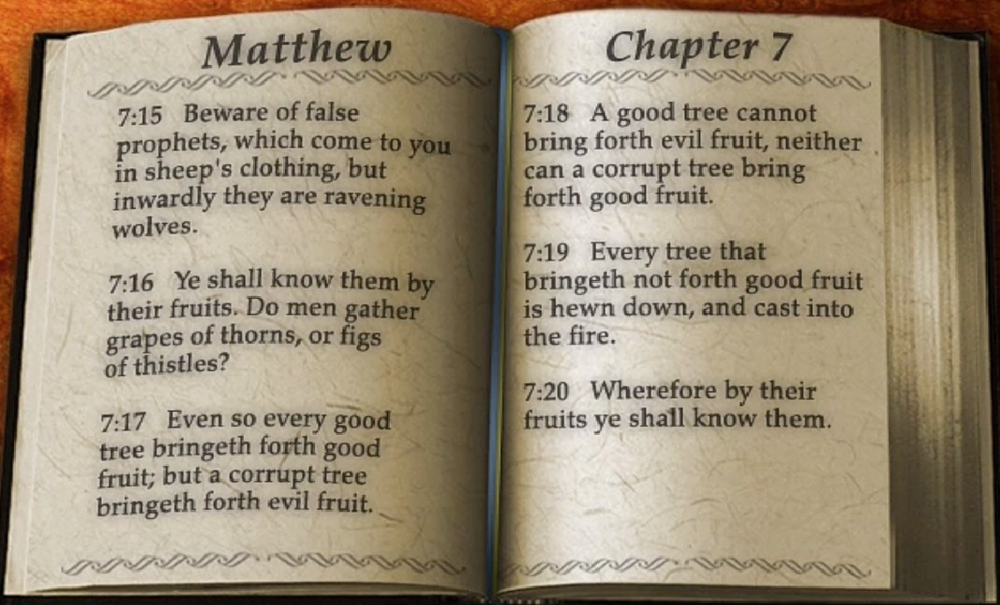 Matthew
7:15 Beware of false
prophets, which come to you
in sheep's clothing, but
inwardly they are ravening
wolves.
7:16 Ye shall know them by
their fruits. Do men gather
grapes of thorns, or figs
of thistles?
7:17 Even so every good
tree bringeth forth good
fruit; but a corrupt tree
bringeth forth evil fruit.
Chapter 7
7:18 A good tree cannot
bring forth evil fruit, neither
can a corrupt tree bring
forth good fruit.
7:19 Every tree that
bringeth not forth good fruit
is hewn down, and cast into
the fire.
7:20 Wherefore by their
fruits ye shall know them.